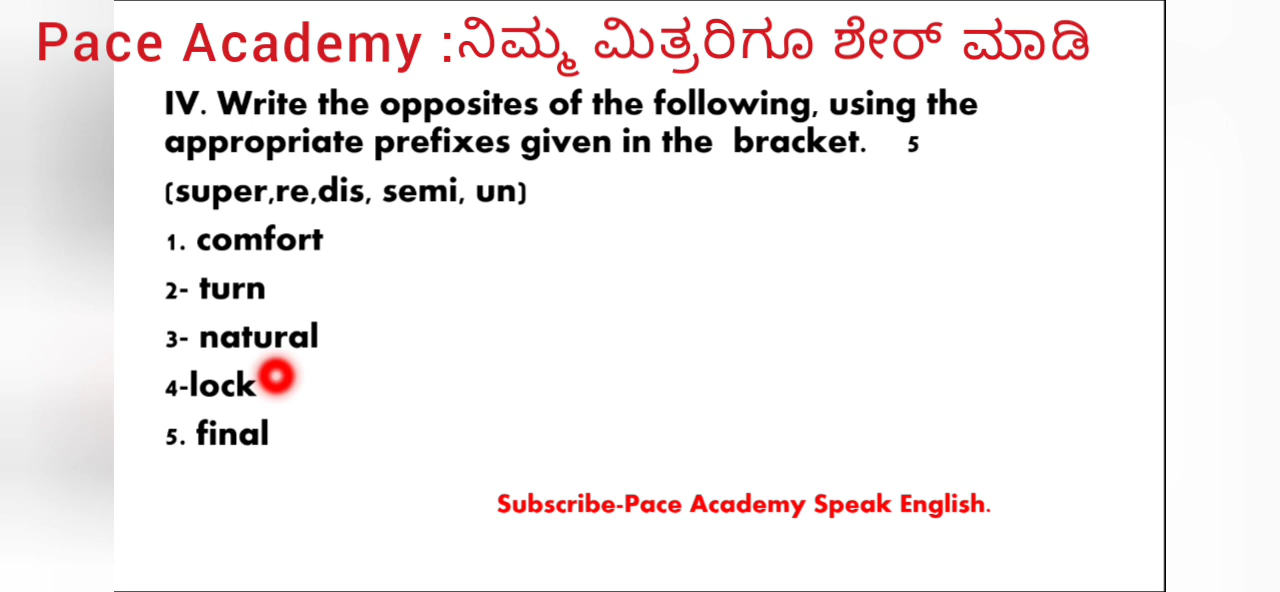 Pace Academy :ನಿಮ್ಮ ಮಿತ್ರರಿಗೂ ಶೇರ್ ಮಾಡಿ
IV. Write the opposites of the following, using the
appropriate prefixes given in the bracket. 5
(super,re,dis, semi, un)
1. comfort
2- turn
3- natural
4-lock
5. final
Subscribe-Pace Academy Speak English.